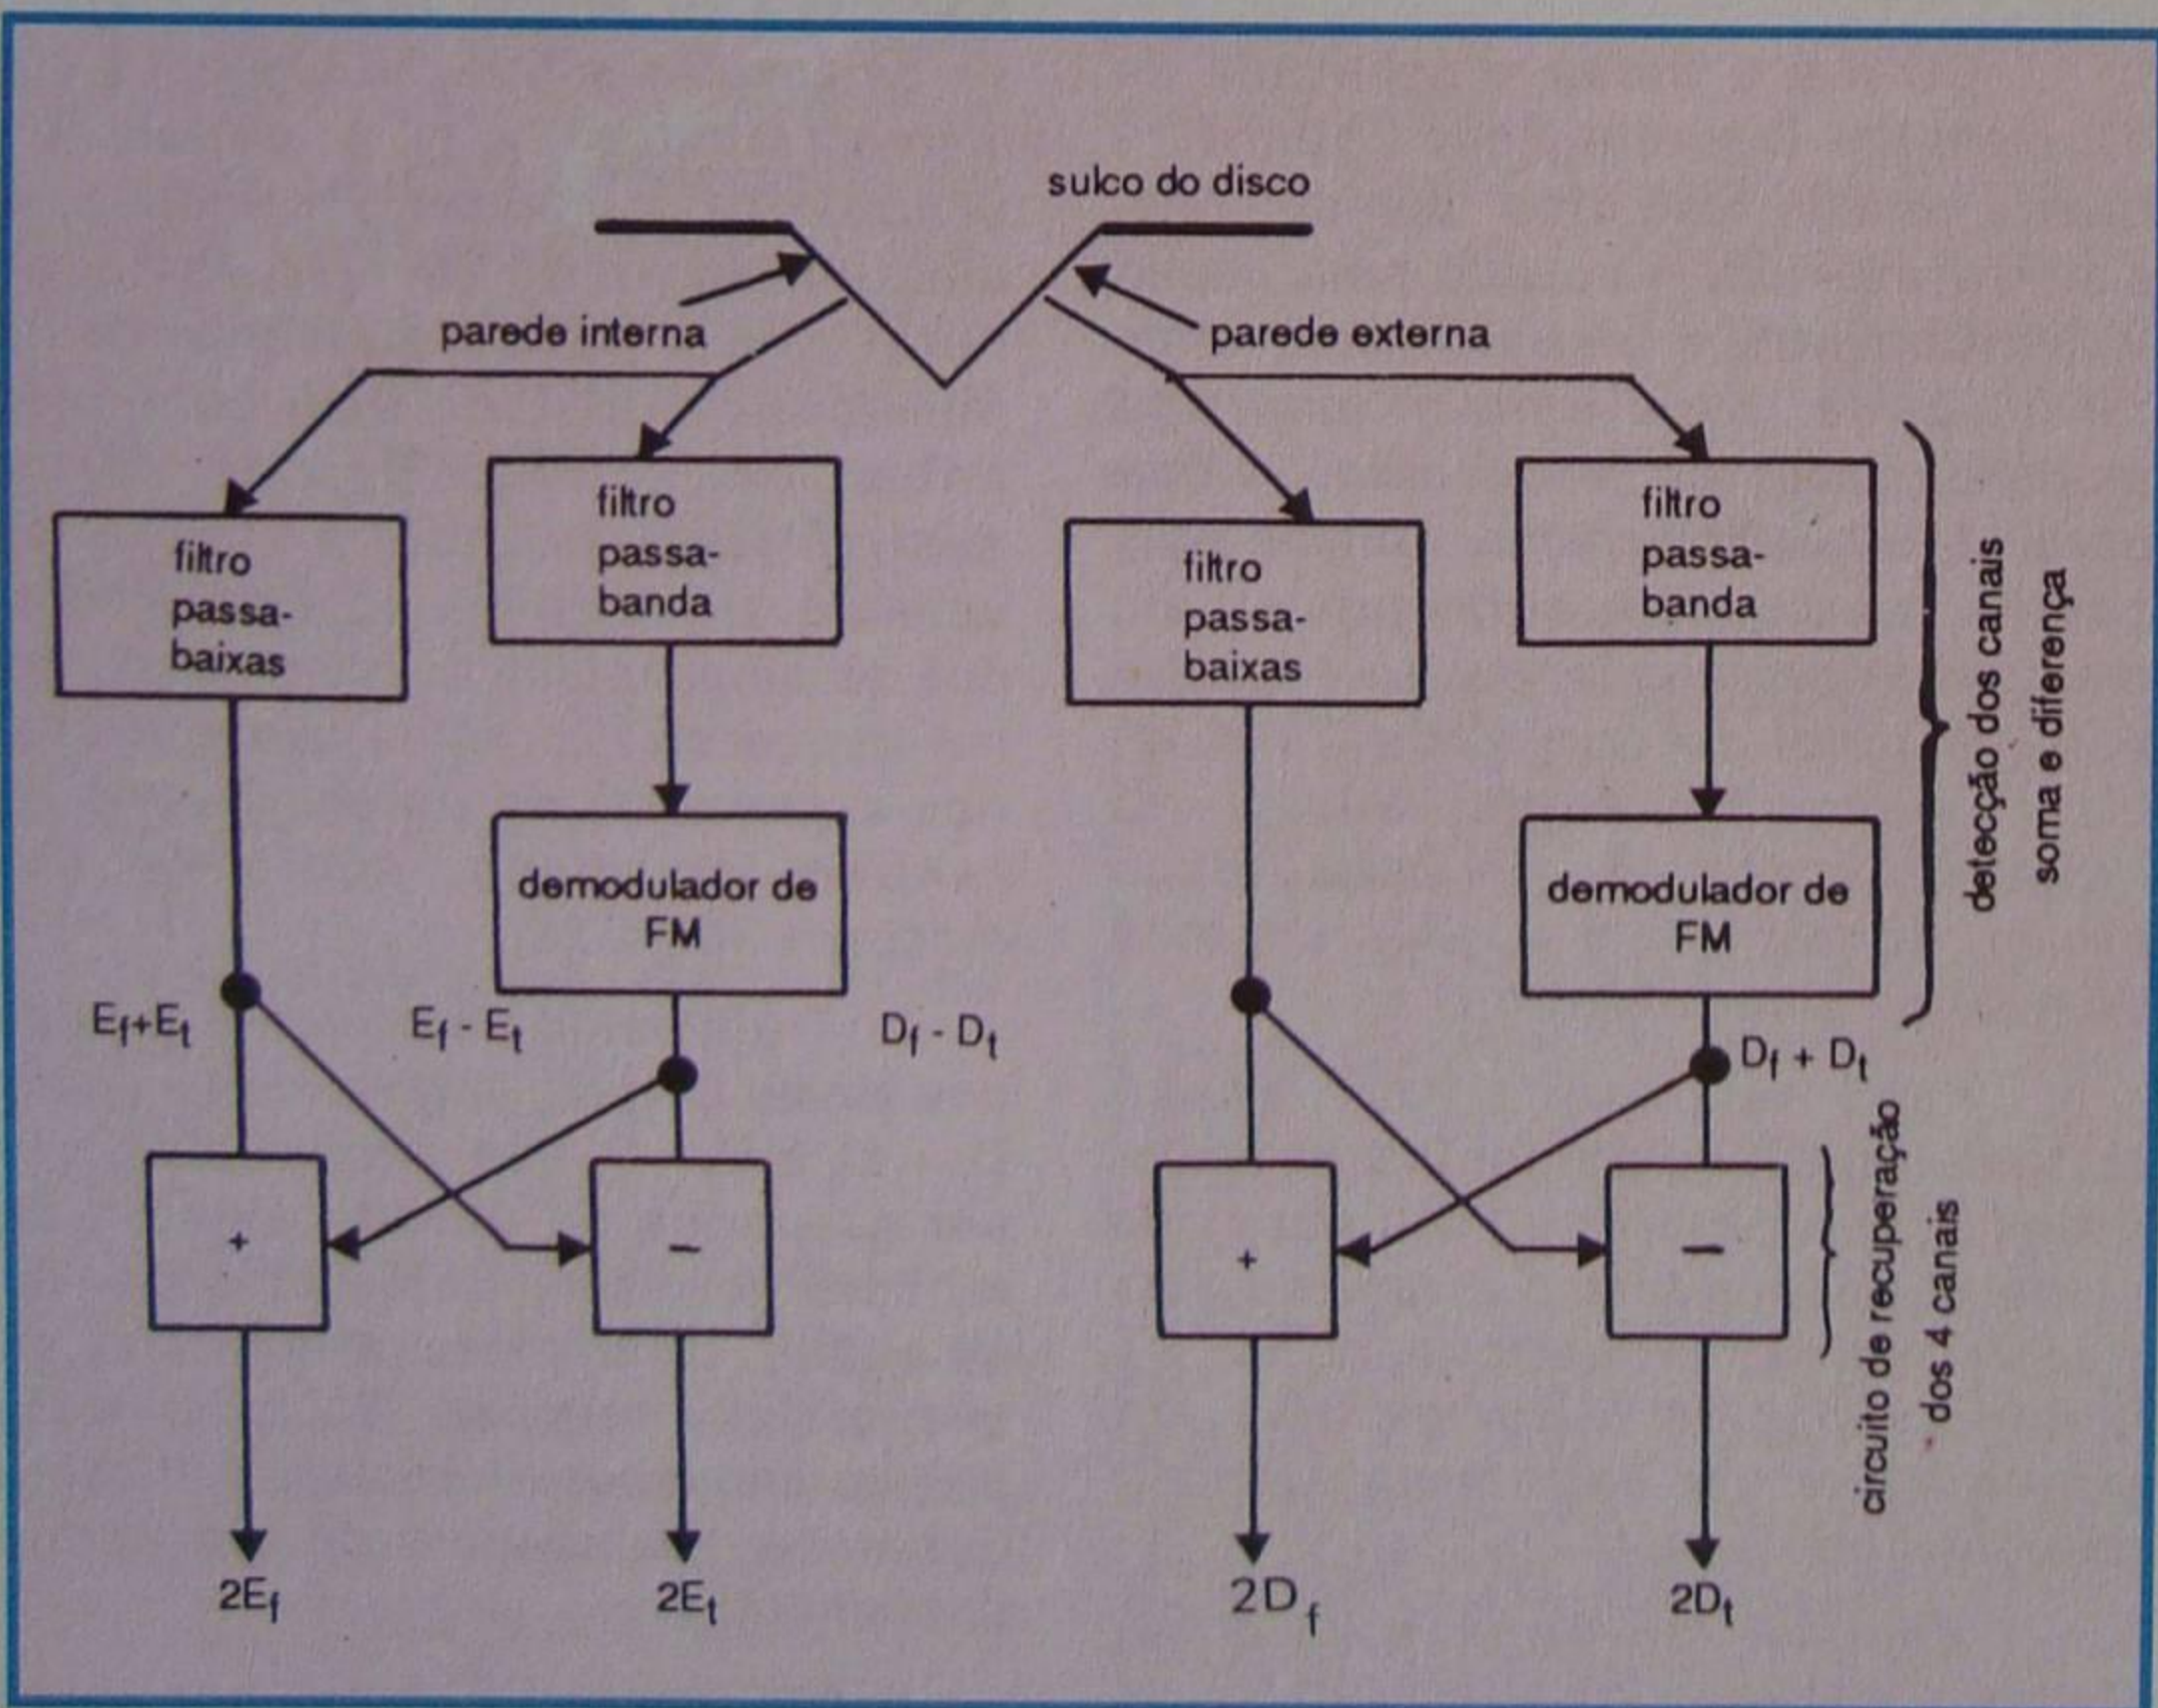 sulco do disco
parede interna
parede externa
filtro
passa-
baixas
filtro
passa-
banda
filtro
passa-
baixas
filtro
passa-
banda
demodulador de
FM
demodulador de
FM
detecção dos canais
soma e diferença
Ef+Et
Ef - Et
Df - Dt
Df + Dt
+
−
+
−
circuito de recuperação
dos 4 canais
2Ef
2Et
2Df
2Dt